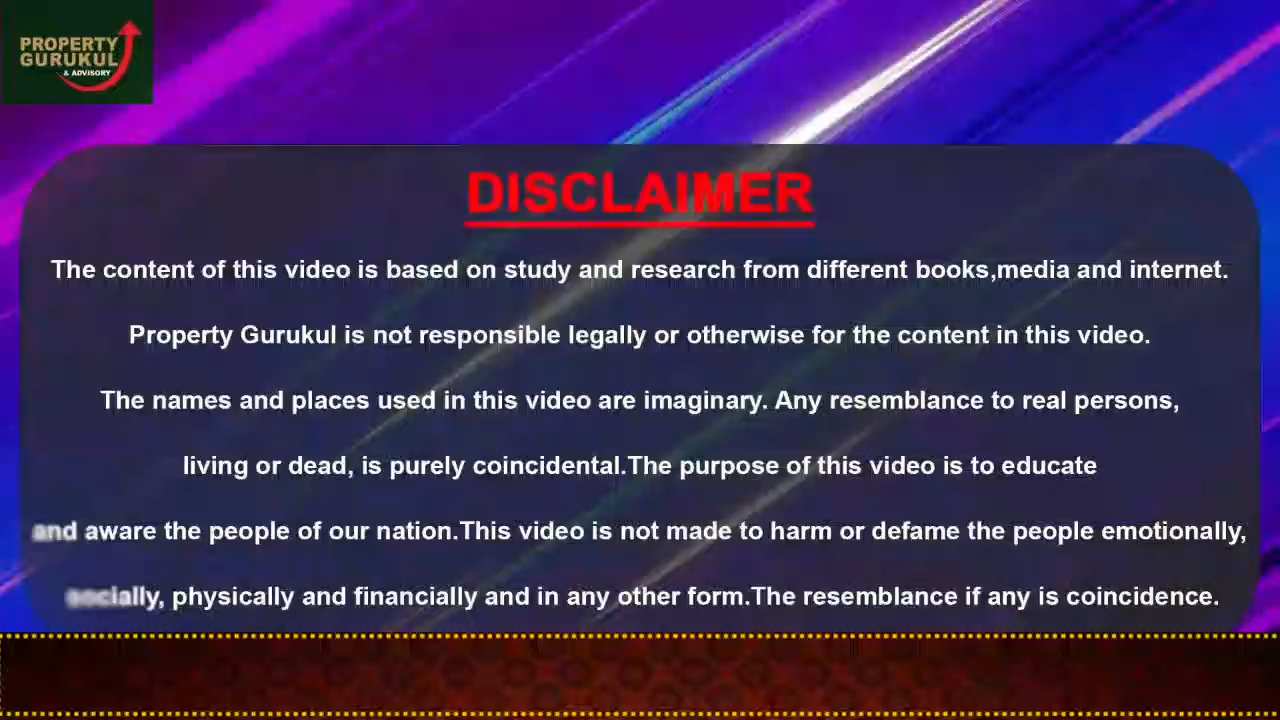 PROPERTY
GURUKUL
& ADVISORY
DISCLAIMER
The content of this video is based on study and research from different books,media and internet.
Property Gurukul is not responsible legally or otherwise for the content in this video.
The names and places used in this video are imaginary. Any resemblance to real persons,
living or dead, is purely coincidental.The purpose of this video is to educate
and aware the people of our nation.This video is not made to harm or defame the people emotionally,
socially, physically and financially and in any other form.The resemblance if any is coincidence.